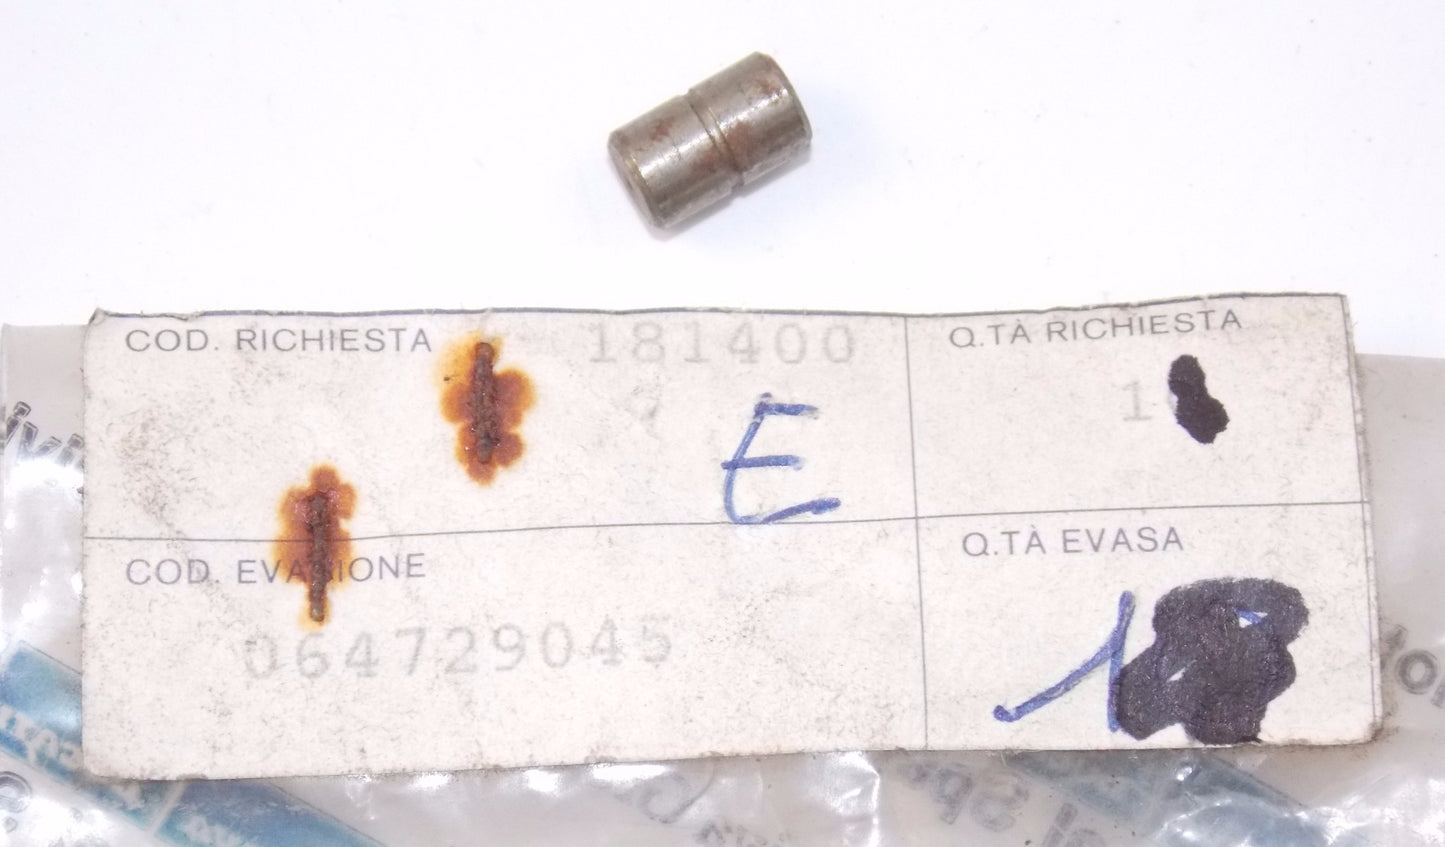 COD. RICHIESTA 181400 Q.TÀ RICHIESTA
1
E
COD. EVASIONE Q.TÀ EVASA
064729045 1